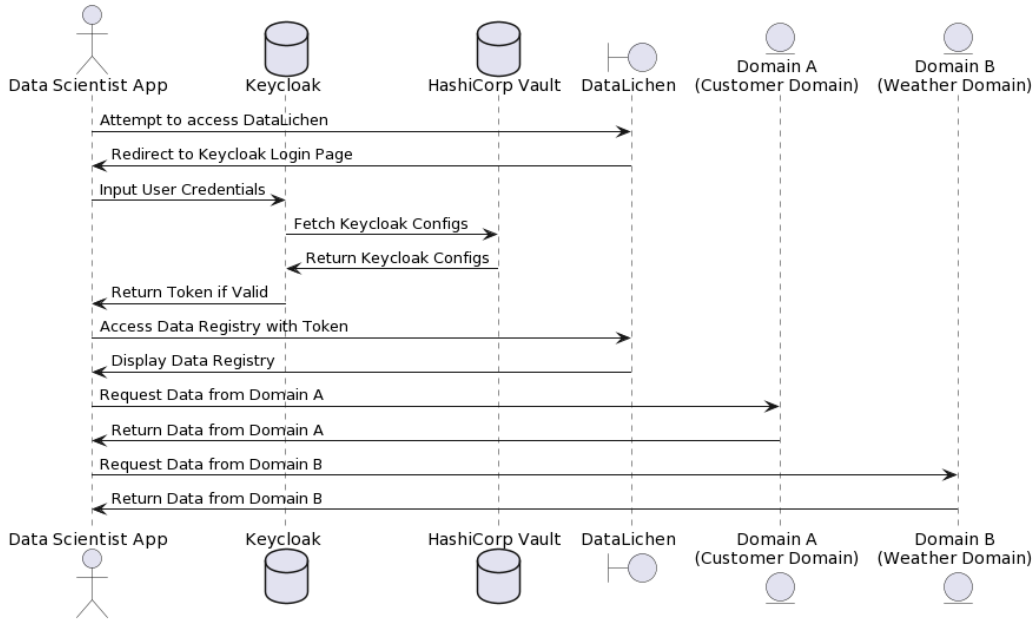 Data Scientist App
Keycloak
HashiCorp Vault
DataLichen
Domain A
(Customer Domain)
Domain B
(Weather Domain)
Attempt to access DataLichen
Redirect to Keycloak Login Page
Input User Credentials
Fetch Keycloak Configs
Return Keycloak Configs
Return Token if Valid
Access Data Registry with Token
Display Data Registry
Request Data from Domain A
Return Data from Domain A
Request Data from Domain B
Return Data from Domain B
Data Scientist App
Keycloak
HashiCorp Vault
DataLichen
Domain A
(Customer Domain)
Domain B
(Weather Domain)